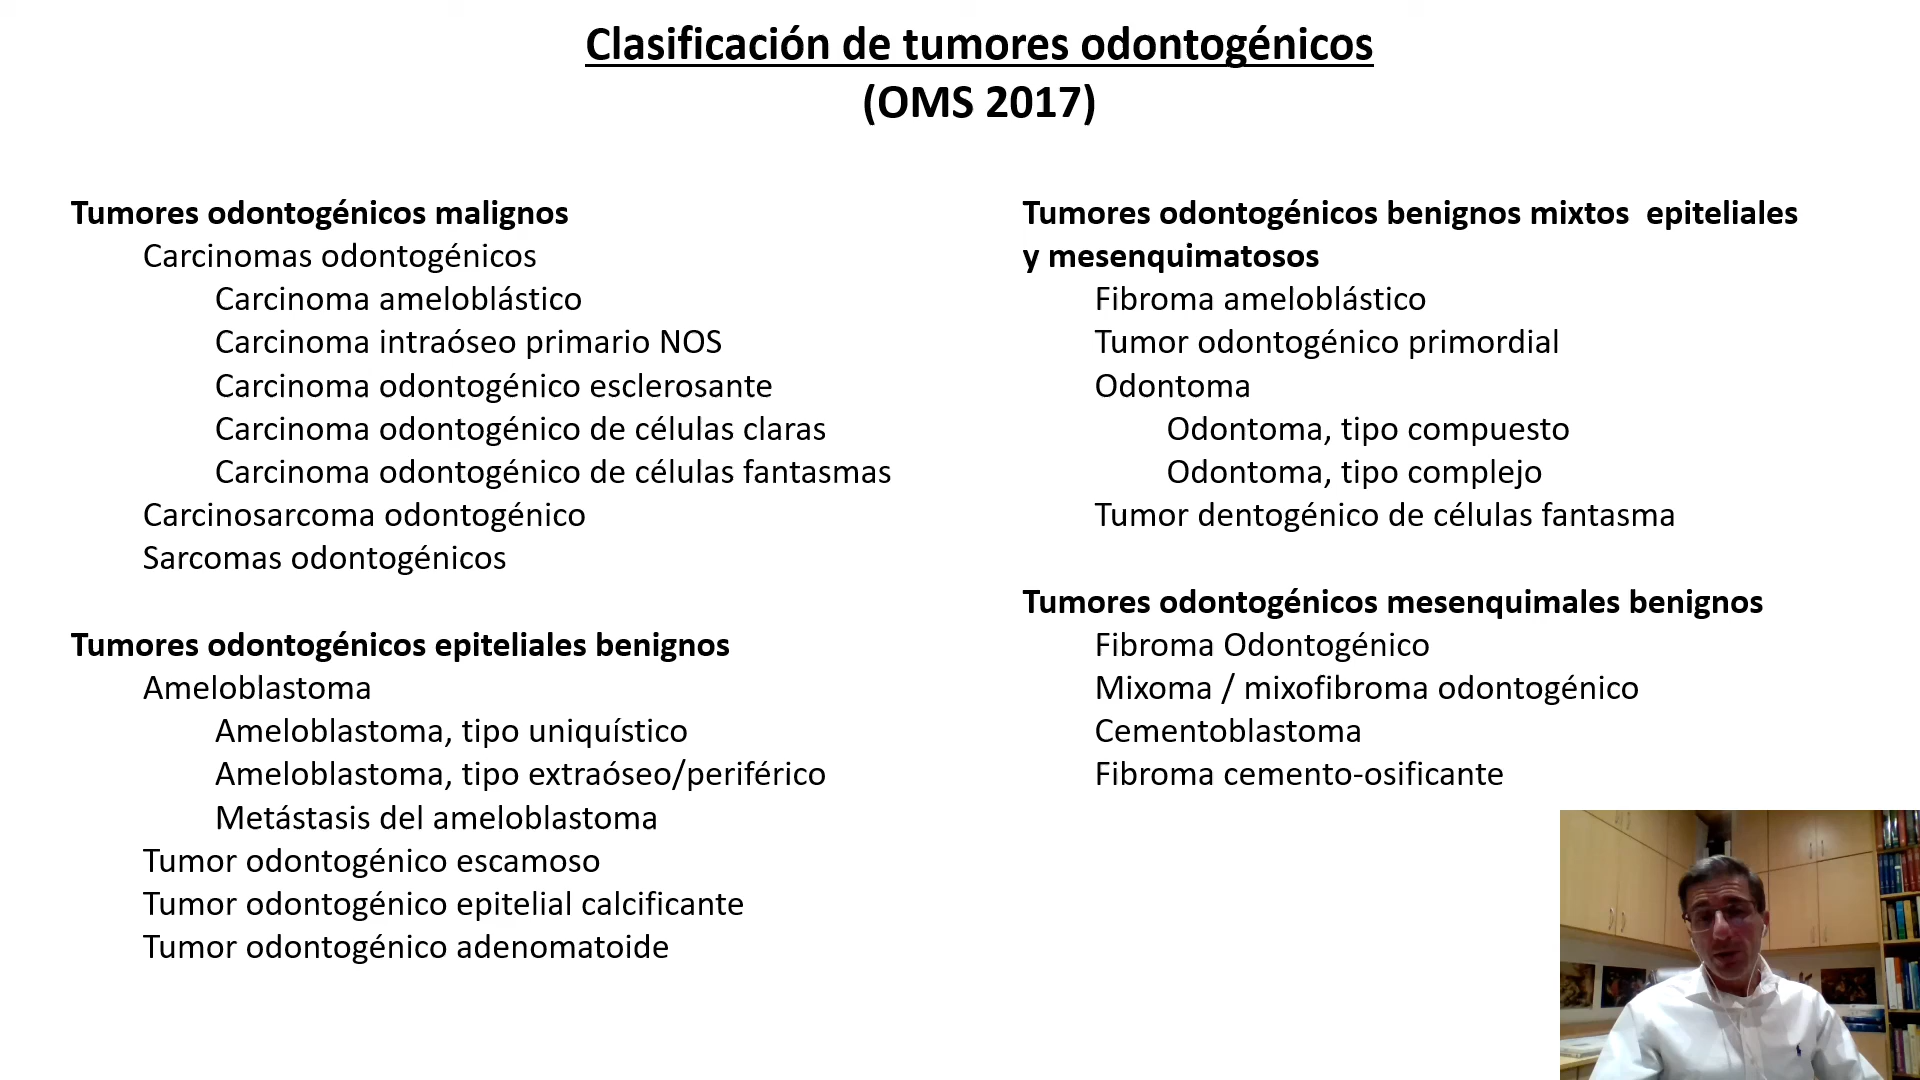 Clasificación de tumores odontogénicos
(OMS 2017)
Tumores odontogénicos malignos
Carcinomas odontogénicos
Carcinoma ameloblástico
Carcinoma intraóseo primario NOS
Carcinoma odontogénico esclerosante
Carcinoma odontogénico de células claras
Carcinoma odontogénico de células fantasmas
Carcinosarcoma odontogénico
Sarcomas odontogénicos
Tumores odontogénicos epiteliales benignos
Ameloblastoma
Ameloblastoma, tipo uniquístico
Ameloblastoma, tipo extraóseo/periférico
Metástasis del ameloblastoma
Tumor odontogénico escamoso
Tumor odontogénico epitelial calcificante
Tumor odontogénico adenomatoide
Tumores odontogénicos benignos mixtos epiteliales
y mesenquimatosos
Fibroma ameloblástico
Tumor odontogénico primordial
Odontoma
Odontoma, tipo compuesto
Odontoma, tipo complejo
Tumor dentogénico de células fantasma
Tumores odontogénicos mesenquimales benignos
Fibroma Odontogénico
Mixoma / mixofibroma odontogénico
Cementoblastoma
Fibroma cemento-osificante